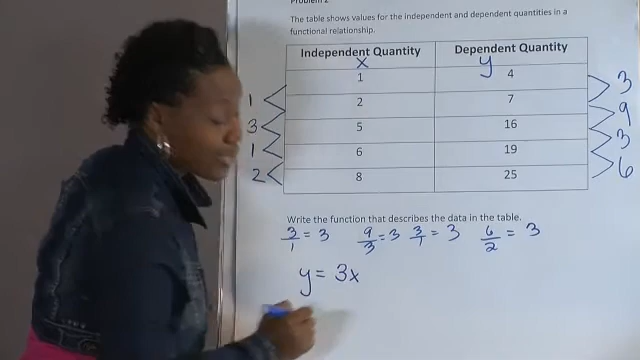 Problem 2
The table shows values for the independent and dependent quantities in a
functional relationship.
Independent Quantity Dependent Quantity
x y
1 4
2 7
5 16
6 19
8 25
1 3
3 9
1 3
2 6
Write the function that describes the data in the table.
3/1 = 3 9/3 = 3 3/1 = 3 6/2 = 3
y = 3x